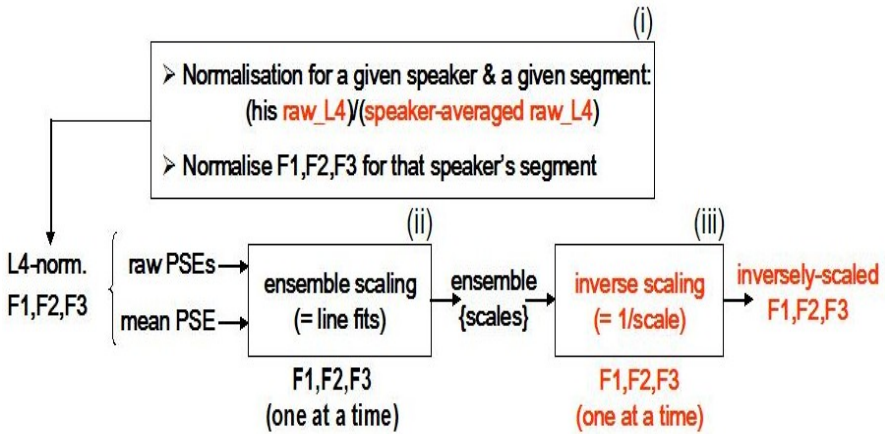 (i)
➤ Normalisation for a given speaker & a given segment:
(his raw_L4)/(speaker-averaged raw_L4)
➤ Normalise F1,F2,F3 for that speaker's segment
(ii)
(iii)
L4-norm.
F1,F2,F3
raw PSEs
mean PSE
ensemble scaling
(= line fits)
F1,F2,F3
(one at a time)
ensemble
{scales}
inverse scaling
(= 1/scale)
F1,F2,F3
(one at a time)
inversely-scaled
F1,F2,F3